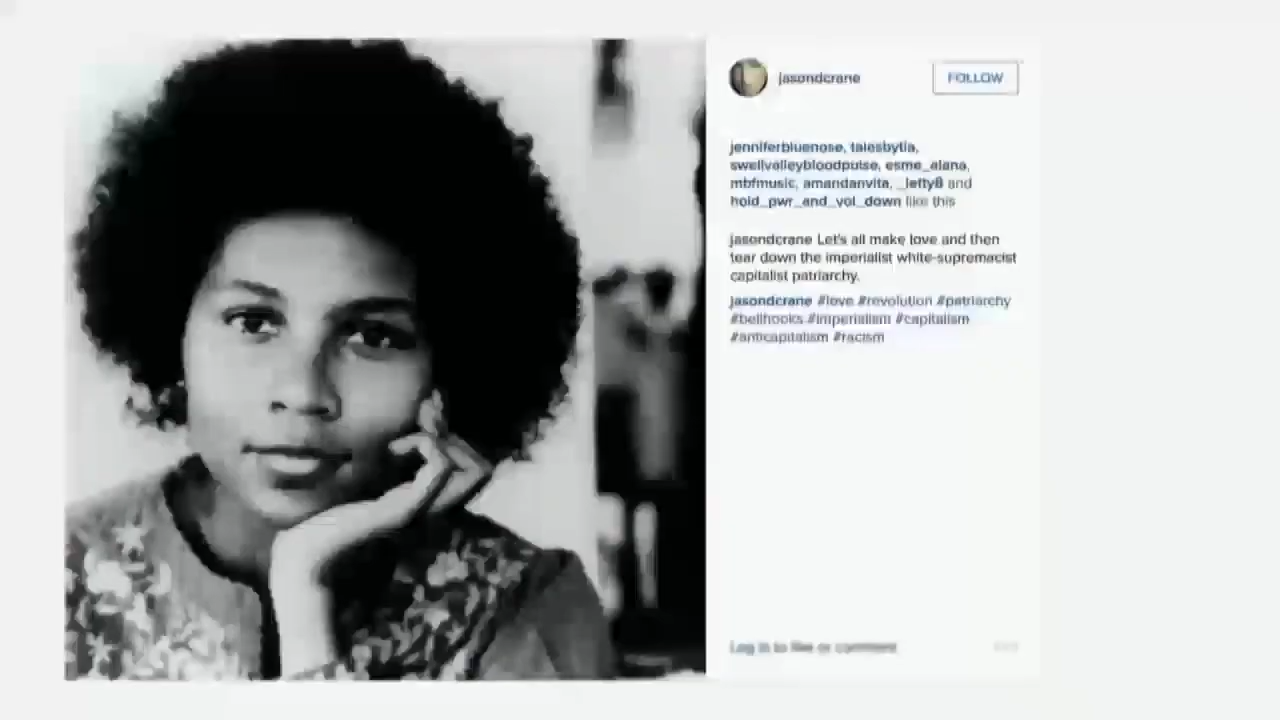 jasondcrane
FOLLOW
jenniferbluenose, talesbytia,
swellvalleybloodpulse, esme_alana,
mbfmusic, amandanvita, _lefty8 and
hold_pwr_and_vol_down like this
jasondcrane Let's all make love and then
tear down the imperialist white-supremacist
capitalist patriarchy.
jasondcrane #love #revolution #patriarchy
#bellhooks #imperialism #capitalism
#anticapitalism #racism
Log in to like or comment